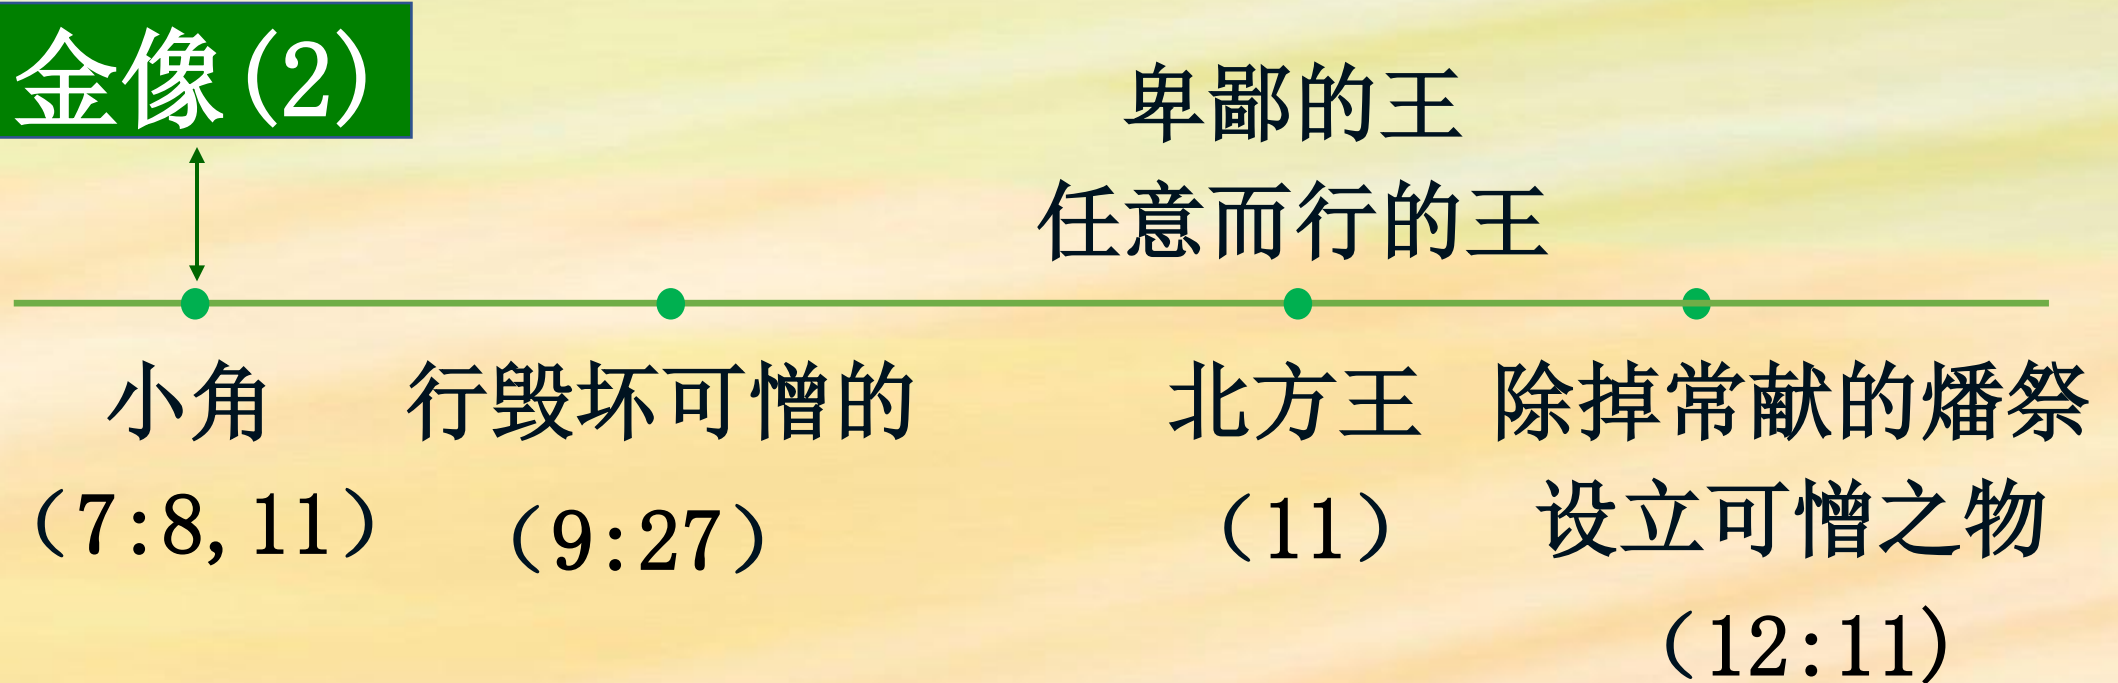 金像(2)
卑鄙的王
任意而行的王
小角
(7:8,11)
行毁坏可憎的
(9:27)
北方王
(11)
除掉常献的燔祭
设立可憎之物
(12:11)